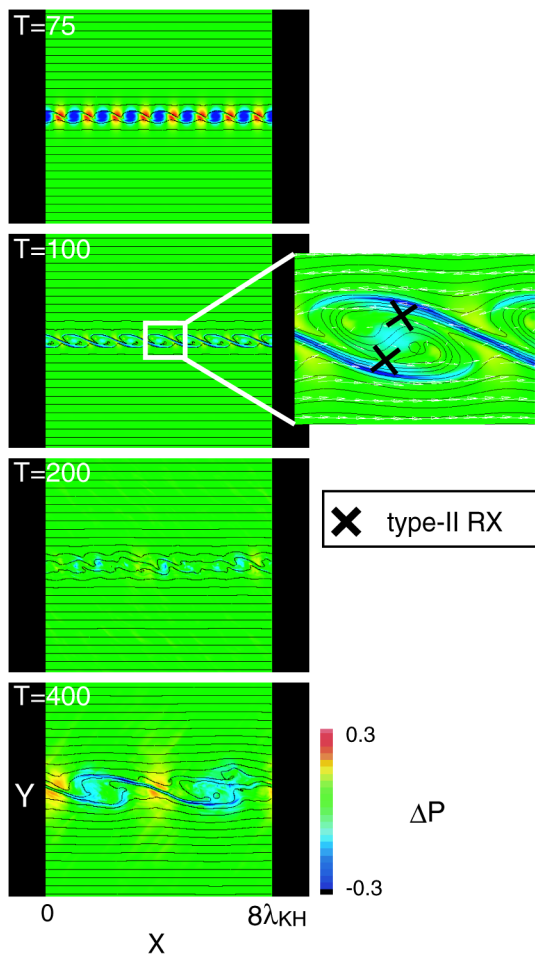 T=75
T=100
T=200
type-II RX
T=400
0.3
Y
ΔP
-0.3
0
8λKH
X